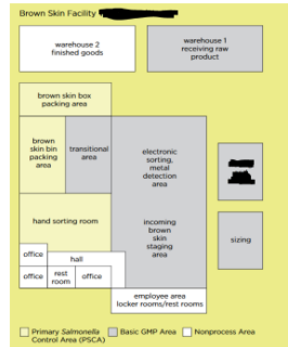 Brown Skin Facility
warehouse 2
finished goods
warehouse 1
receiving raw
product
brown skin box
packing area
brown
skin bin
packing
area
transitional
area
electronic
sorting,
metal
detection
area
hand sorting room
incoming
brown
skin
staging
area
sizing
office
hall
office
rest
room
office
employee area
locker rooms/rest rooms
Primary Salmonella
Control Area (PSCA)
Basic GMP Area
Nonprocess Area